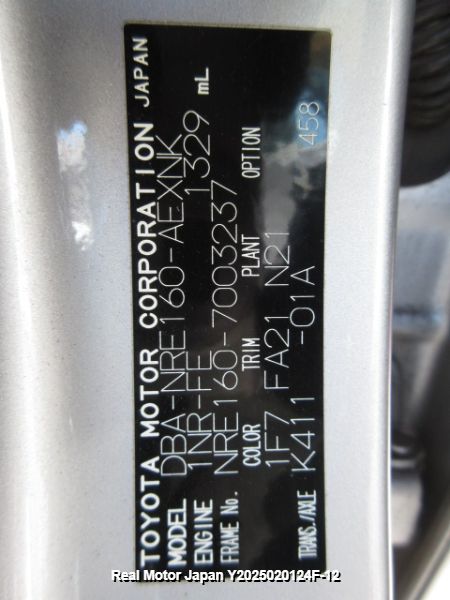 TOYOTA MOTOR CORPORATION JAPAN
MODEL DBA-NRE160-AEXNK
ENGINE 1NR-FE 1329 mL
FRAME No. NRE160-7003237
COLOR TRIM PLANT OPTION
1F7 FA21 N21 458
TRANS./AXLE K411 -01A
Real Motor Japan Y2025020124F-12